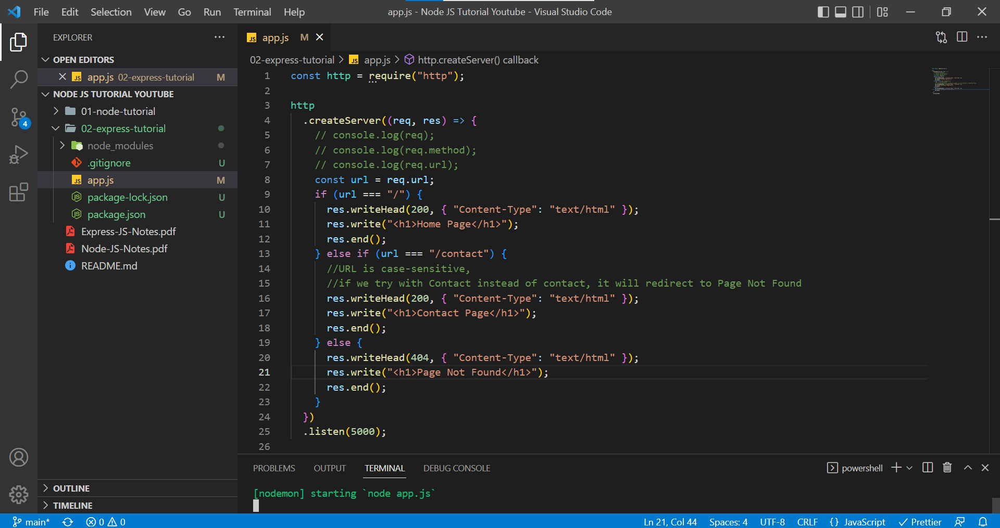 File Edit Selection View Go Run Terminal Help
app.js - Node JS Tutorial Youtube - Visual Studio Code
EXPLORER
OPEN EDITORS
JS app.js 02-express-tutorial M
NODE JS TUTORIAL YOUTUBE
01-node-tutorial
02-express-tutorial
node_modules
.gitignore U
JS app.js M
JS package-lock.json U
JS package.json U
Express-JS-Notes.pdf
Node-JS-Notes.pdf
README.md
OUTLINE
TIMELINE
4
JS app.js M
02-express-tutorial > JS app.js > http.createServer() callback
1 const http = require("http");
2
3 http
4 .createServer((req, res) => {
5 // console.log(req);
6 // console.log(req.method);
7 // console.log(req.url);
8 const url = req.url;
9 if (url === "/") {
10 res.writeHead(200, { "Content-Type": "text/html" });
11 res.write("<h1>Home Page</h1>");
12 res.end();
13 } else if (url === "/contact") {
14 //URL is case-sensitive,
15 //if we try with Contact instead of contact, it will redirect to Page Not Found
16 res.writeHead(200, { "Content-Type": "text/html" });
17 res.write("<h1>Contact Page</h1>");
18 res.end();
19 } else {
20 res.writeHead(404, { "Content-Type": "text/html" });
21 res.write("<h1>Page Not Found</h1>");
22 res.end();
23 }
24 })
25 .listen(5000);
26
PROBLEMS OUTPUT TERMINAL DEBUG CONSOLE
powershell
[nodemon] starting `node app.js`
main* 0 0
Ln 21, Col 44 Spaces: 4 UTF-8 CRLF {} JavaScript Prettier